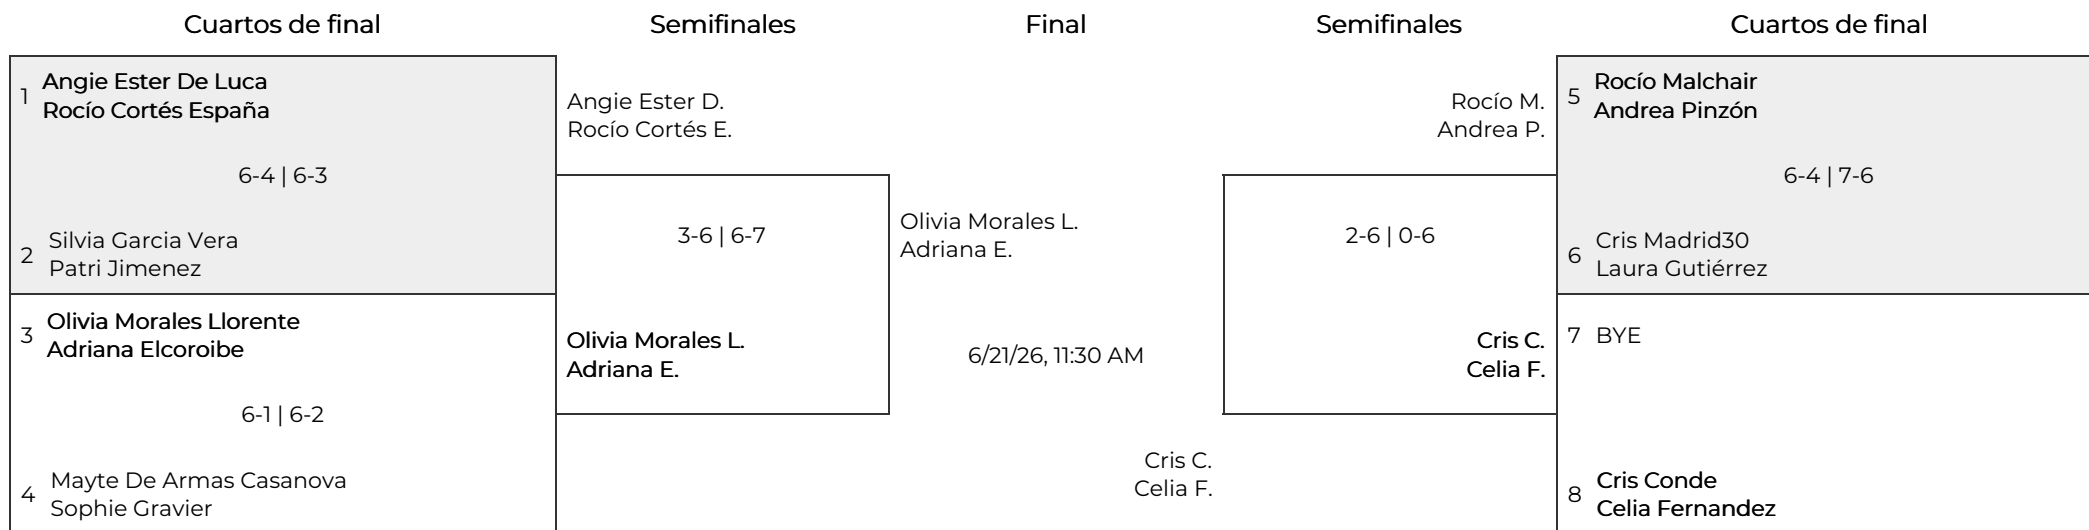 Cuartos de final
Semifinales
Final
Semifinales
Cuartos de final
1
Angie Ester De Luca
Rocío Cortés España
6-4 | 6-3
2
Silvia Garcia Vera
Patri Jimenez
3
Olivia Morales Llorente
Adriana Elcoroibe
6-1 | 6-2
4
Mayte De Armas Casanova
Sophie Gravier
Angie Ester D.
Rocío Cortés E.
3-6 | 6-7
Olivia Morales L.
Adriana E.
Olivia Morales L.
Adriana E.
6/21/26, 11:30 AM
Cris C.
Celia F.
Rocío M.
Andrea P.
2-6 | 0-6
Cris C.
Celia F.
5
Rocío Malchair
Andrea Pinzón
6-4 | 7-6
6
Cris Madrid30
Laura Gutiérrez
7
BYE
8
Cris Conde
Celia Fernandez